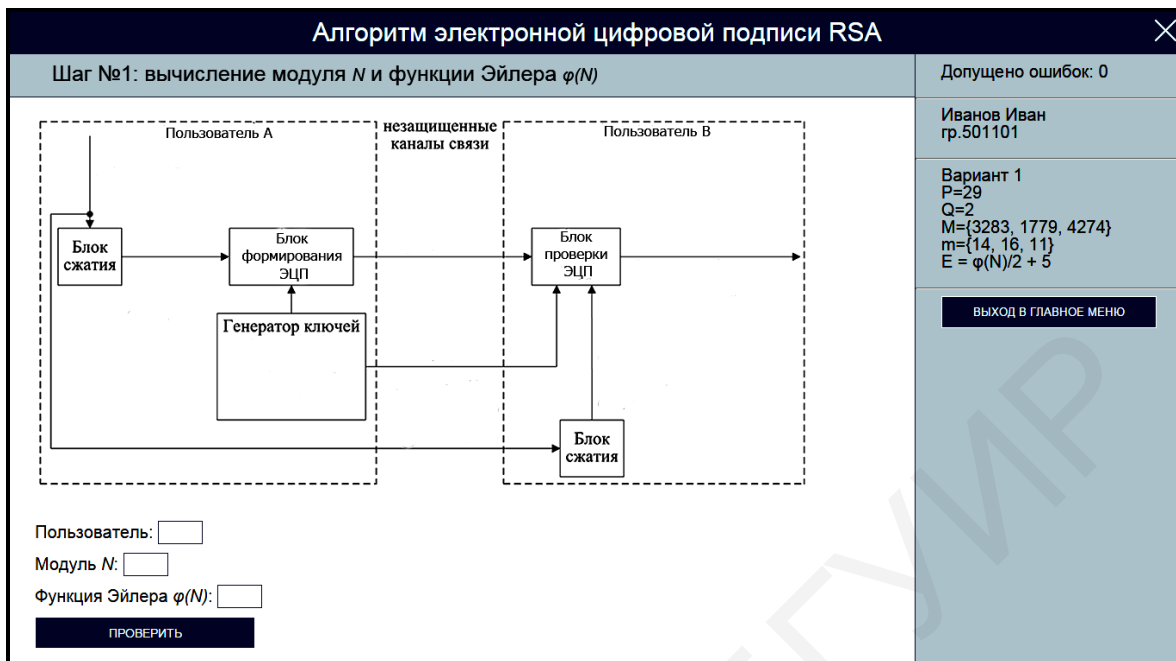 Алгоритм электронной цифровой подписи RSA
Шаг №1: вычисление модуля N и функции Эйлера φ(N)
Допущено ошибок: 0
Иванов Иван
гр.501101
Вариант 1
P=29
Q=2
M={3283, 1779, 4274}
m={14, 16, 11}
E = φ(N)/2 + 5
ВЫХОД В ГЛАВНОЕ МЕНЮ
Пользователь А
незащищенные
каналы связи
Пользователь В
Блок
сжатия
Блок
формирования
ЭЦП
Блок
проверки
ЭЦП
Генератор ключей
Блок
сжатия
Пользователь:
Модуль N:
Функция Эйлера φ(N):
ПРОВЕРИТЬ
ГУИР